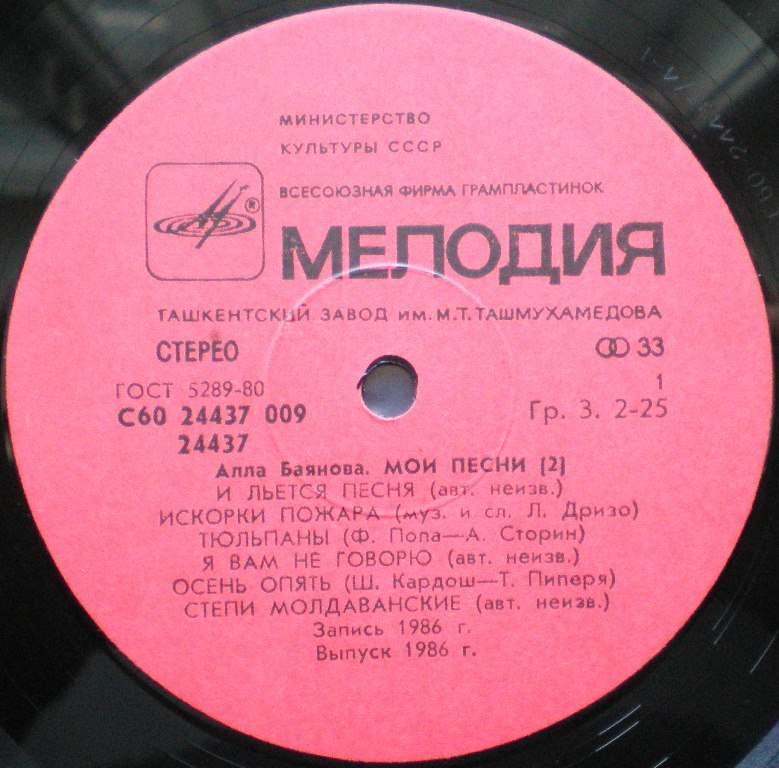 МИНИСТЕРСТВО
КУЛЬТУРЫ СССР
ВСЕСОЮЗНАЯ ФИРМА ГРАМПЛАСТИНОК
®
МЕЛОДИЯ
ТАШКЕНТСКИЙ ЗАВОД ИМ. М.Т. ТАШМУХАМЕДОВА
СТЕРЕО 33
ГОСТ 5289-80 1
С60 24437 009 Гр. 3. 2-25
24437
Алла Баянова. МОИ ПЕСНИ (2)
И ЛЬЕТСЯ ПЕСНЯ (авт. неизв.)
ИСКОРКИ ПОЖАРА (муз. и сл. Л. Дризо)
ТЮЛЬПАНЫ (Ф. Попа—А. Сторин)
Я ВАМ НЕ ГОВОРЮ (авт. неизв.)
ОСЕНЬ ОПЯТЬ (Ш. Кардош—Т. Пиперя)
СТЕПИ МОЛДАВАНСКИЕ (авт. неизв.)
Запись 1986 г.
Выпуск 1986 г.